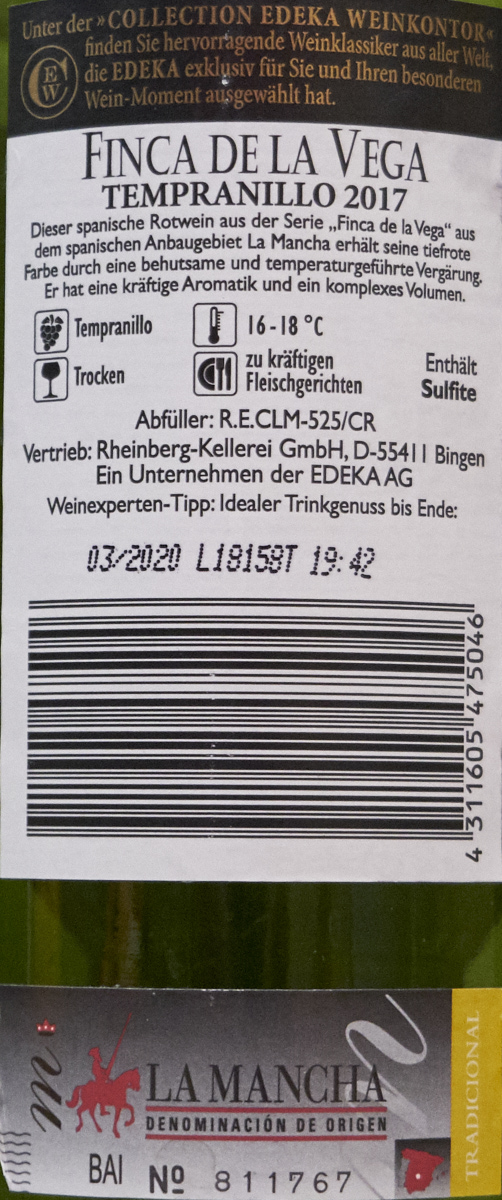 Unter der »COLLECTION EDEKA WEINKONTOR«
finden Sie hervorragende Weinklassiker aus aller Welt,
die EDEKA exklusiv für Sie und Ihren besonderen
Wein-Moment ausgewählt hat.
E
W
FINCA DE LA VEGA
TEMPRANILLO 2017
Dieser spanische Rotwein aus der Serie „Finca de la Vega“ aus
dem spanischen Anbaugebiet La Mancha erhält seine tiefrote
Farbe durch eine behutsame und temperaturgeführte Vergärung.
Er hat eine kräftige Aromatik und ein komplexes Volumen.
Tempranillo
16-18 °C
Trocken
zu kräftigen
Fleischgerichten
Enthält
Sulfite
Abfüller: R.E.CLM-525/CR
Vertrieb: Rheinberg-Kellerei GmbH, D-55411 Bingen
Ein Unternehmen der EDEKA AG
Weinexperten-Tipp: Idealer Trinkgenuss bis Ende:
03/2020 L18158T 19:42
4 311605 475046
m
LA MANCHA
DENOMINACIÓN DE ORIGEN
BAI Nº 811767
TRADICIONAL